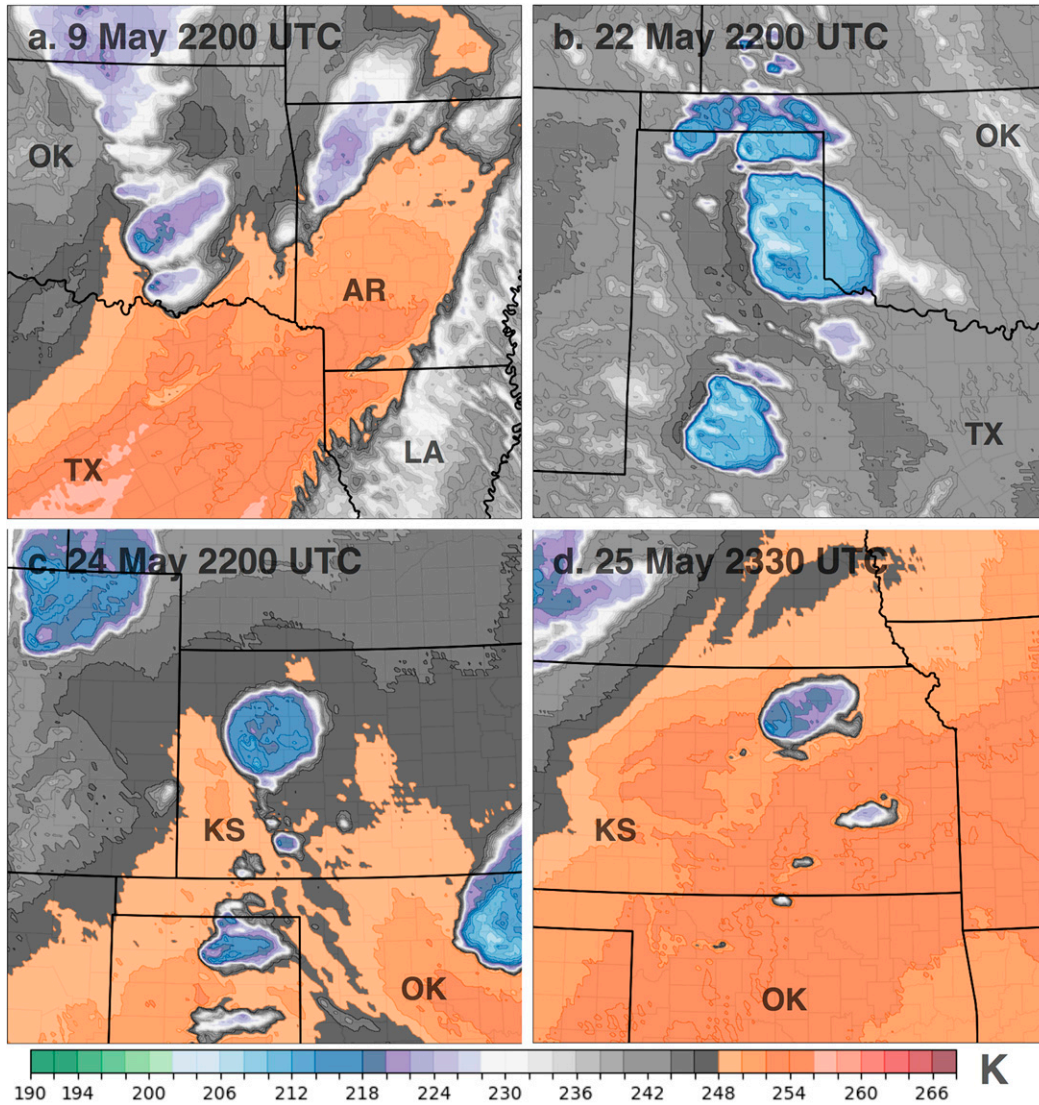 a. 9 May 2200 UTC
b. 22 May 2200 UTC
OK
OK
AR
TX
LA
TX
c. 24 May 2200 UTC
d. 25 May 2330 UTC
KS
KS
OK
OK
190 194 200 206 212 218 224 230 236 242 248 254 260 266 K